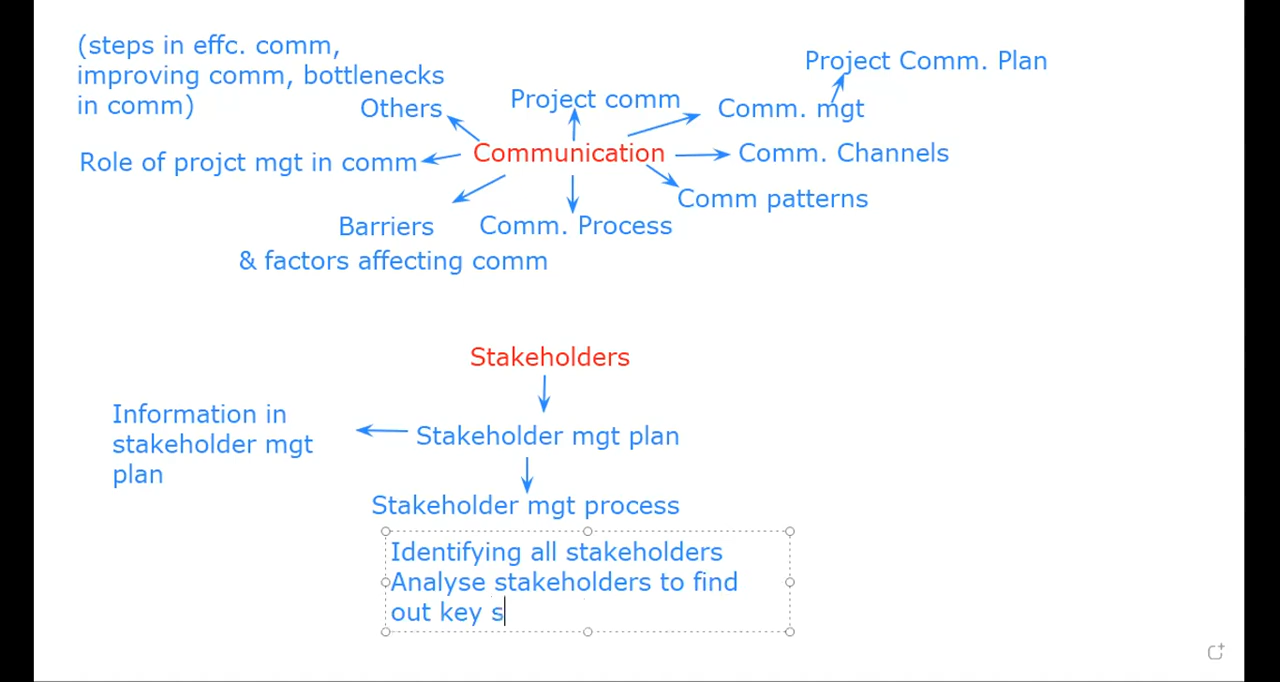 (steps in effc. comm,
improving comm, bottlenecks
in comm)
Others
Project comm
Project Comm. Plan
Comm. mgt
Role of projct mgt in comm
Communication
Comm. Channels
Comm patterns
Barriers
& factors affecting comm
Comm. Process
Stakeholders
Information in
stakeholder mgt
plan
Stakeholder mgt plan
Stakeholder mgt process
Identifying all stakeholders
Analyse stakeholders to find
out key s